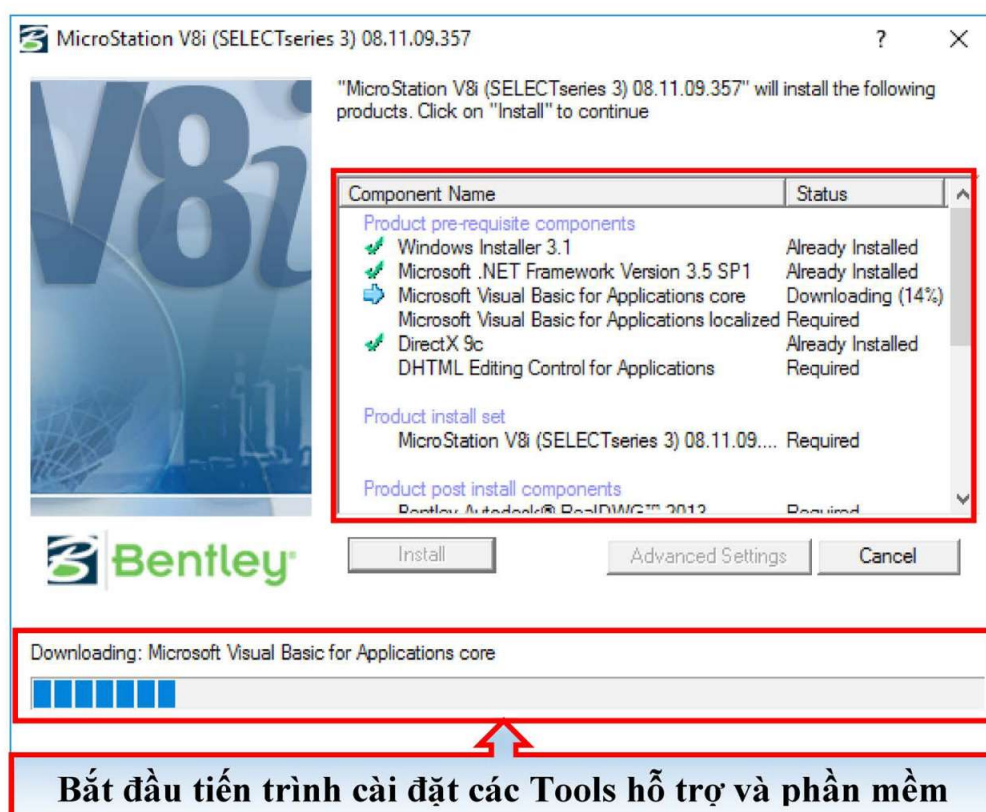 MicroStation V8i (SELECTseries 3) 08.11.09.357
?
V8i
"MicroStation V8i (SELECTseries 3) 08.11.09.357" will install the following
products. Click on "Install" to continue
Component Name Status
Product pre-requisite components
Windows Installer 3.1 Already Installed
Microsoft .NET Framework Version 3.5 SP1 Already Installed
Microsoft Visual Basic for Applications core Downloading (14%)
Microsoft Visual Basic for Applications localized Required
DirectX 9c Already Installed
DHTML Editing Control for Applications Required
Product install set
MicroStation V8i (SELECTseries 3) 08.11.09.... Required
Product post install components
Bentley Autodesk® RealDWG™ 2012 Required
Bentley
Install Advanced Settings Cancel
Downloading: Microsoft Visual Basic for Applications core
Bắt đầu tiến trình cài đặt các Tools hỗ trợ và phần mềm